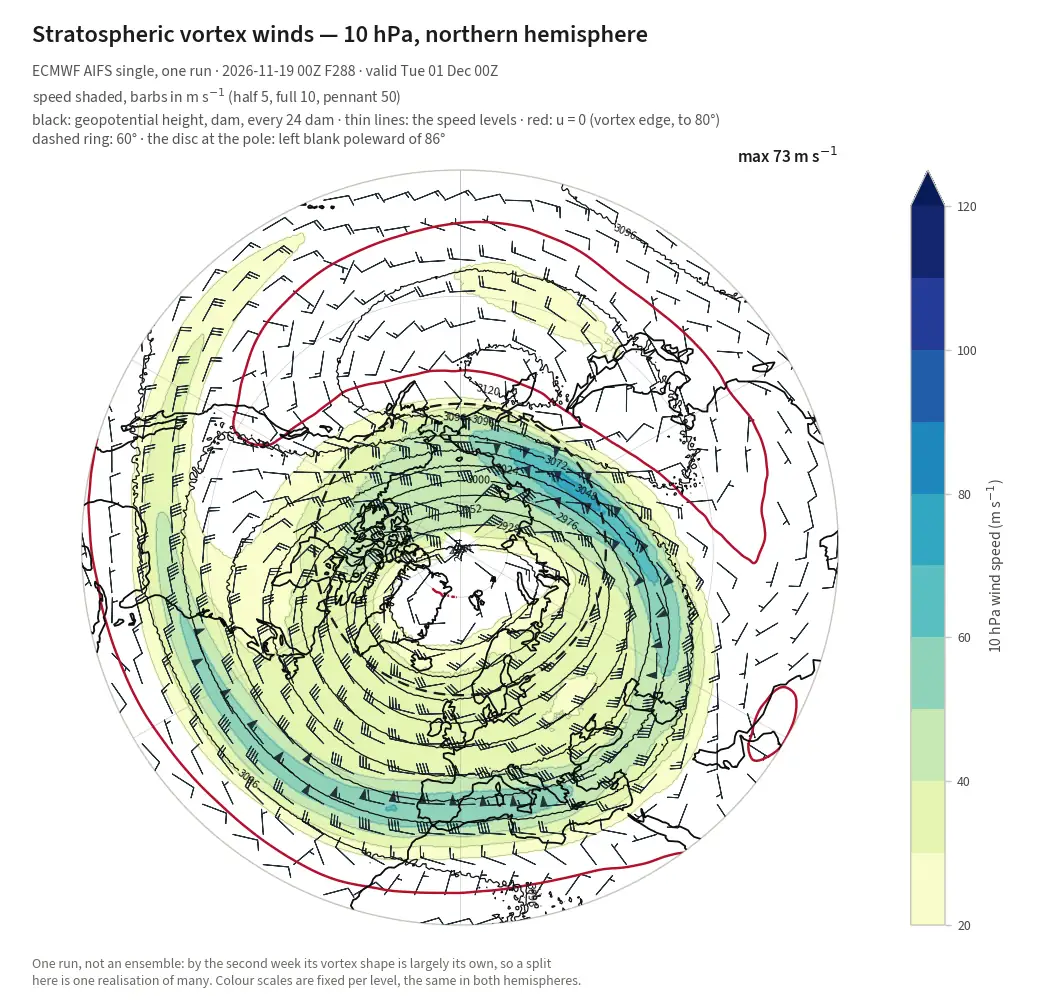 Stratospheric vortex winds — 10 hPa, northern hemisphere
ECMWF AIFS single, one run · 2026-11-19 00Z F288 · valid Tue 01 Dec 00Z
speed shaded, barbs in m s⁻¹ (half 5, full 10, pennant 50)
black: geopotential height, dam, every 24 dam · thin lines: the speed levels · red: u = 0 (vortex edge, to 80°)
dashed ring: 60° · the disc at the pole: left blank poleward of 86°
max 73 m s⁻¹
120
100
80
60
40
20
10 hPa wind speed (m s⁻¹)
3096
3120
3072
3000
3048
2976
3096
One run, not an ensemble: by the second week its vortex shape is largely its own, so a split
here is one realisation of many. Colour scales are fixed per level, the same in both hemispheres.